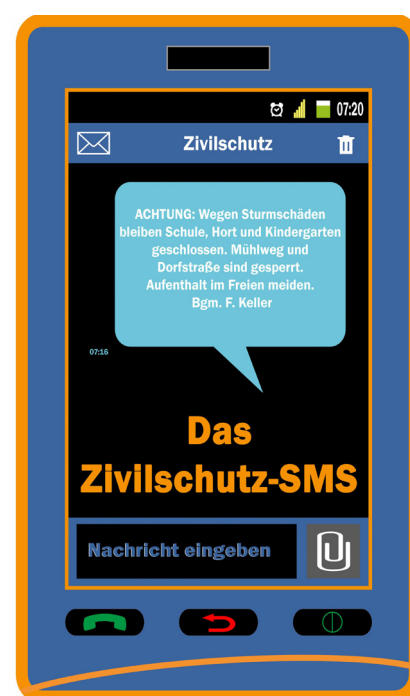 07:20
Zivilschutz
ACHTUNG: Wegen Sturmschäden
bleiben Schule, Hort und Kindergarten
geschlossen. Mühlweg und
Dorfstraße sind gesperrt.
Aufenthalt im Freien meiden.
Bgm. F. Keller
07:16
Das
Zivilschutz-SMS
Nachricht eingeben